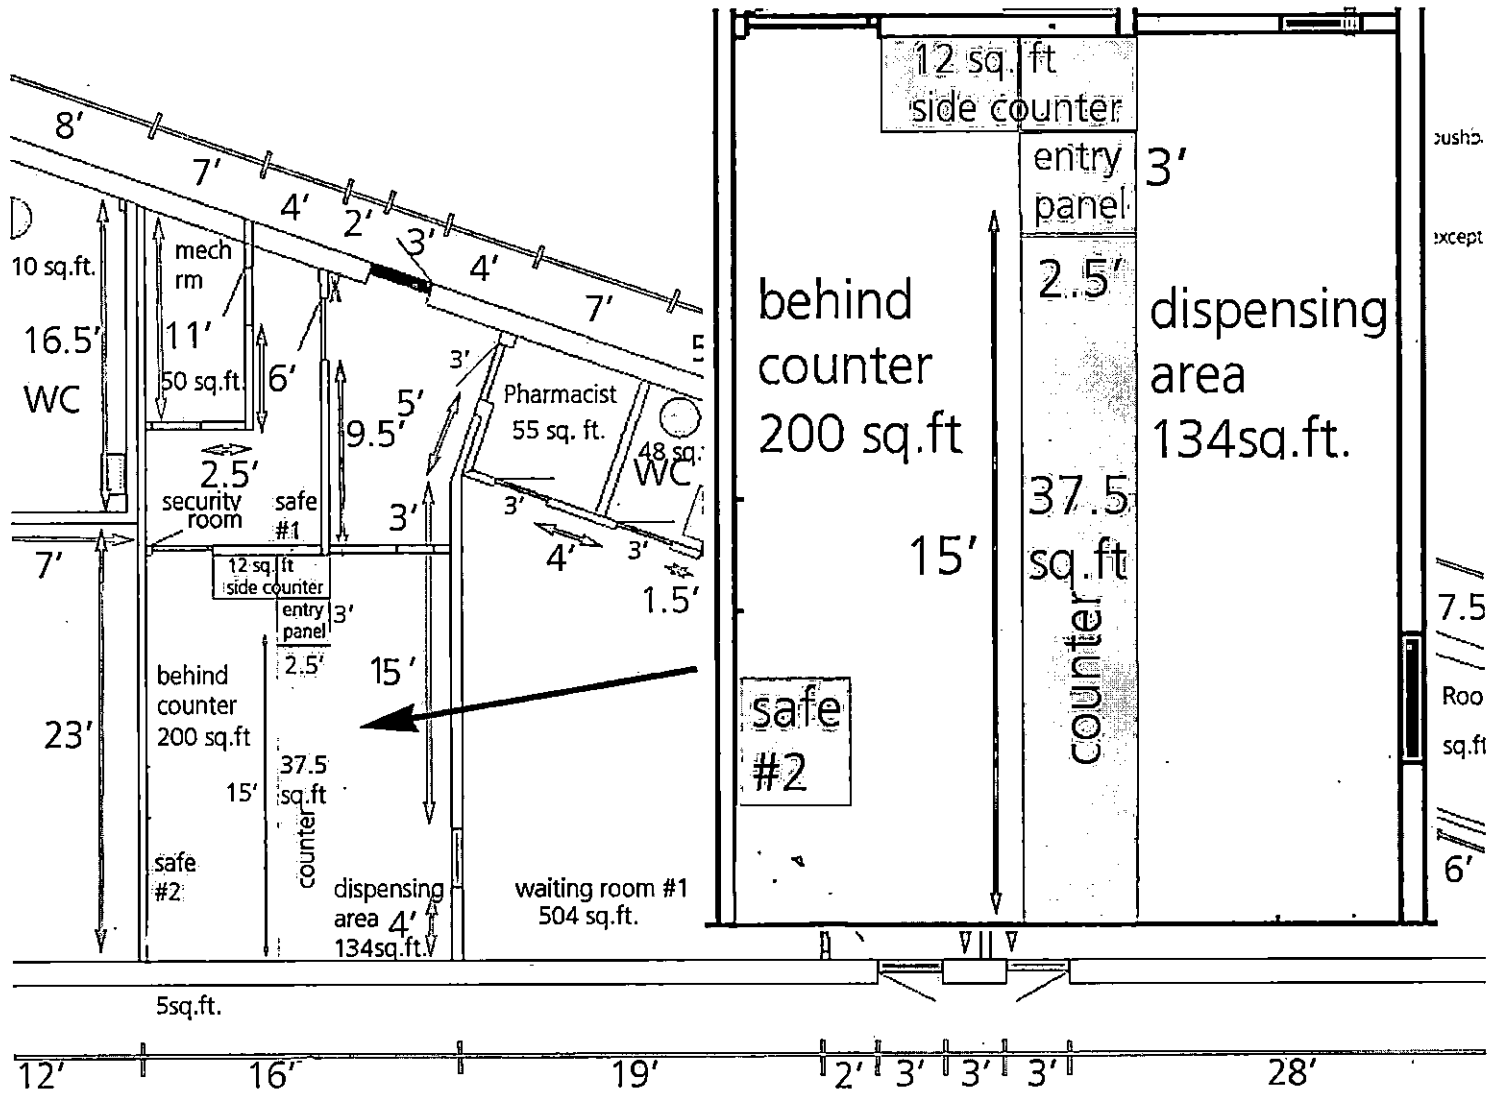 8'
7'
4'
2'
3'
4'
7'
10 sq.ft.
16.5'
WC
mech
rm
11'
50 sq.ft.
6'
2.5'
security
room
safe
#1
9.5'
5'
3'
3'
Pharmacist
55 sq. ft.
48 sq.
WC
3'
4'
3'
1.5'
7'
12 sq. ft
side counter
entry
panel
3'
2.5'
behind
counter
200 sq.ft
15'
15'
37.5
sq.ft
counter
23'
safe
#2
dispensing
area
134sq.ft.
4'
waiting room #1
504 sq.ft.
5sq.ft.
12 sq. ft
side counter
entry
panel
3'
2.5'
behind
counter
200 sq.ft
dispensing
area
134sq.ft.
15'
37.5
sq.ft
counter
safe
#2
except
7.5
Roo
sq.ft
6'
12'
16'
19'
2'
3'
3'
3'
28'